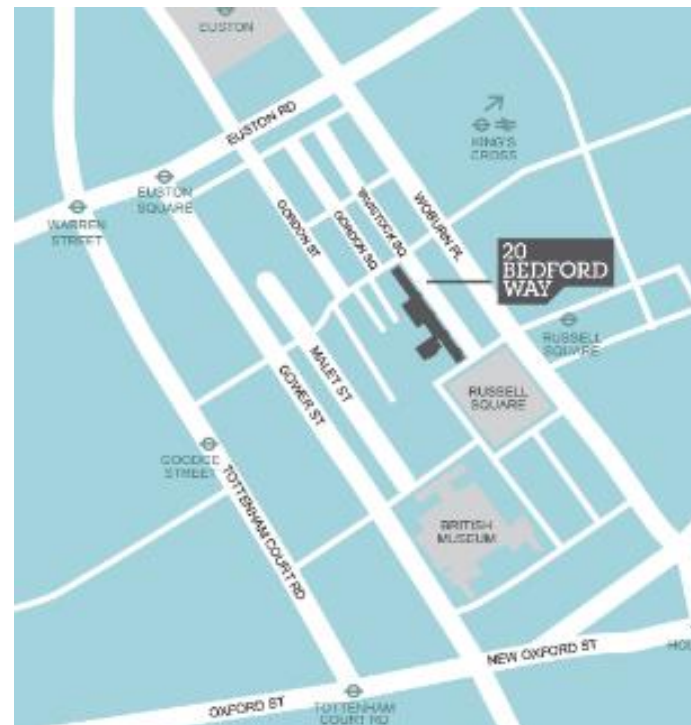 EUSTON
EUSTON RD
KING'S
CROSS
EUSTON
SQUARE
WARREN
STREET
GORDON ST
GORDON SQ
TAVISTOCK SQ
WOBURN PL
20
BEDFORD
WAY
RUSSELL
SQUARE
MALET ST
GOWER ST
RUSSELL
SQUARE
GOODGE
STREET
TOTTENHAM COURT RD
BRITISH
MUSEUM
NEW OXFORD ST
OXFORD ST
TOTTENHAM
COURT RD